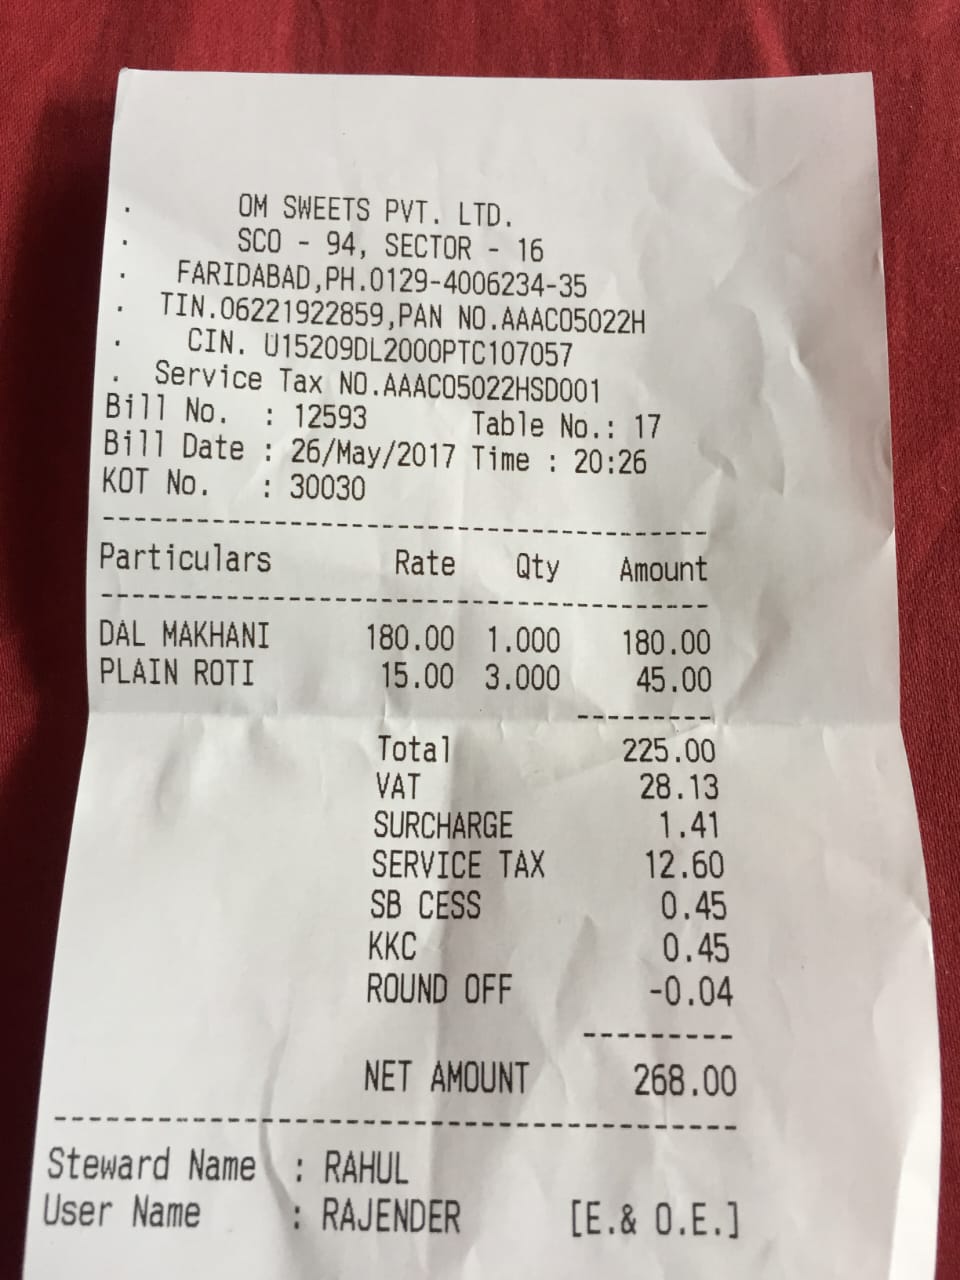 . OM SWEETS PVT. LTD.
. SCO - 94, SECTOR - 16
. FARIDABAD,PH.0129-4006234-35
. TIN.06221922859,PAN NO.AAACO5022H
. CIN. U15209DL2000PTC107057
. Service Tax NO.AAACO5022HSD001
Bill No. : 12593 Table No.: 17
Bill Date : 26/May/2017 Time : 20:26
KOT No. : 30030
----------------------------------------
Particulars Rate Qty Amount
----------------------------------------
DAL MAKHANI 180.00 1.000 180.00
PLAIN ROTI 15.00 3.000 45.00
---------
Total 225.00
VAT 28.13
SURCHARGE 1.41
SERVICE TAX 12.60
SB CESS 0.45
KKC 0.45
ROUND OFF -0.04
---------
NET AMOUNT 268.00
----------------------------------------
Steward Name : RAHUL
User Name : RAJENDER [E.& O.E.]